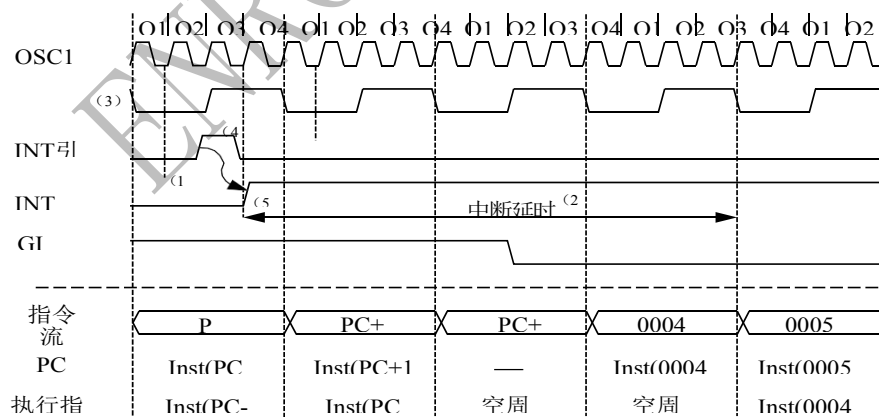 Q1 Q2 Q3 Q4 Q1 Q2 Q3 Q4 Q1 Q2 Q3 Q4 Q1 Q2 Q3 Q4 Q1 Q2
OSC1
(3)
(4
INT引
(1
(5
INT
中断延时(2
GI
指令
流
P PC+ PC+ 0004 0005
PC
Inst(PC Inst(PC+1 — Inst(0004 Inst(0005
执行指 Inst(PC- Inst(PC 空周 空周 Inst(0004